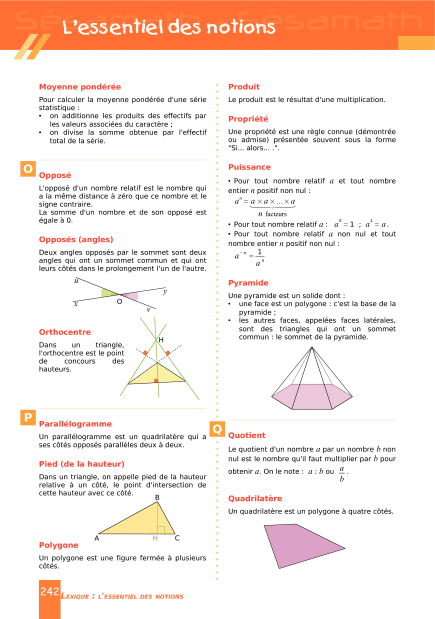 Sésamath Sésamath
L'essentiel des notions
Moyenne pondérée
Pour calculer la moyenne pondérée d'une série
statistique :
• on additionne les produits des effectifs par
les valeurs associées du caractère ;
• on divise la somme obtenue par l'effectif
total de la série.
O
Opposé
L'opposé d'un nombre relatif est le nombre qui
a la même distance à zéro que ce nombre et le
signe contraire.
La somme d'un nombre et de son opposé est
égale à 0.
Opposés (angles)
Deux angles opposés par le sommet sont deux
angles qui ont un sommet commun et qui ont
leurs côtés dans le prolongement l'un de l'autre.
u
y
O
x
v
Orthocentre
Dans un triangle,
l'orthocentre est le point
de concours des
hauteurs.
H
P
Parallélogramme
Un parallélogramme est un quadrilatère qui a
ses côtés opposés parallèles deux à deux.
Pied (de la hauteur)
Dans un triangle, on appelle pied de la hauteur
relative à un côté, le point d'intersection de
cette hauteur avec ce côté.
B
A H C
Polygone
Un polygone est une figure fermée à plusieurs
côtés.
Produit
Le produit est le résultat d'une multiplication.
Propriété
Une propriété est une règle connue (démontrée
ou admise) présentée souvent sous la forme
"Si... alors... .".
Puissance
• Pour tout nombre relatif a et tout nombre
entier n positif non nul :
aⁿ = a × a × ... × a
n facteurs
• Pour tout nombre relatif a : a⁰ = 1 ; a¹ = a.
• Pour tout nombre relatif a non nul et tout
nombre entier n positif non nul :
a⁻ⁿ = 1/aⁿ
Pyramide
Une pyramide est un solide dont :
• une face est un polygone : c'est la base de la
pyramide ;
• les autres faces, appelées faces latérales,
sont des triangles qui ont un sommet
commun : le sommet de la pyramide.
Q
Quotient
Le quotient d'un nombre a par un nombre b non
nul est le nombre qu'il faut multiplier par b pour
obtenir a. On le note : a : b ou a/b.
Quadrilatère
Un quadrilatère est un polygone à quatre côtés.
242 LEXIQUE : L'ESSENTIEL DES NOTIONS